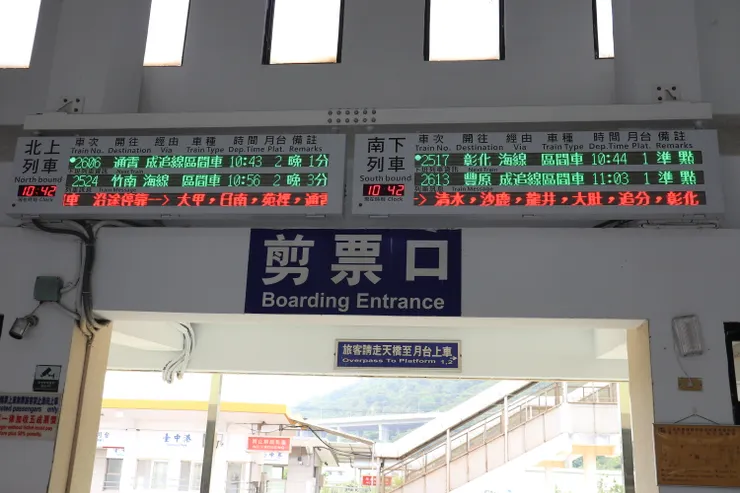 北上列車
North bound
10:42
車次 開往 經由 車種 時間 月台 備註
Train No. Destination Via Train Type Dep.Time Plat. Remarks
2606 通霄 成追線 區間車 10:43 2 晚1分
2524 竹南 海線 區間車 10:56 2 晚3分
車 沿途停靠--> 大甲,日南,苑裡,通霄
南下列車
South bound
10:42
車次 開往 經由 車種 時間 月台 備註
Train No. Destination Via Train Type Dep.Time Plat. Remarks
2517 彰化 海線 區間車 10:44 1 準點
2613 豐原 成追線 區間車 11:03 1 準點
-> 清水,沙鹿,龍井,大肚,追分,彰化
剪票口
Boarding Entrance
旅客請走天橋至月台上車
Overpass To Platform 1,2
臺中港